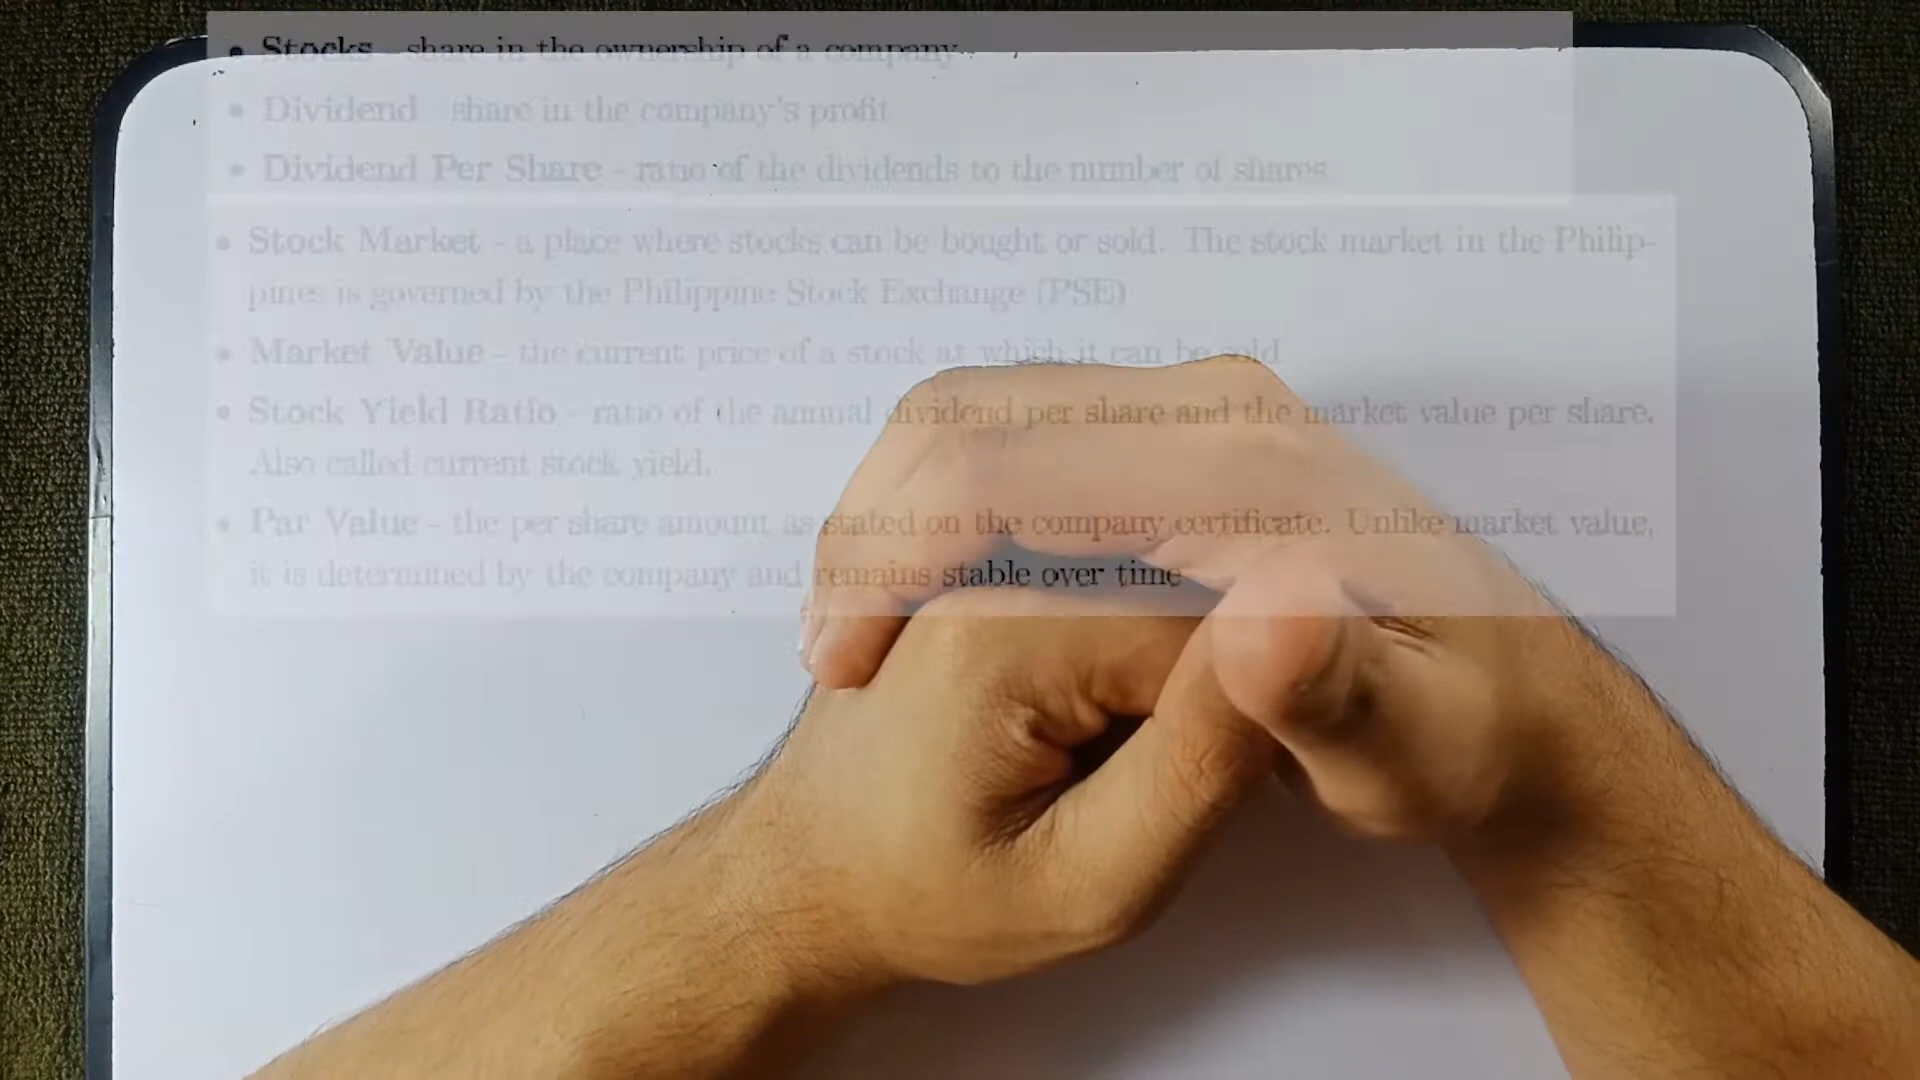 • Stocks - share in the ownership of a company
• Dividend - share in the company's profit
• Dividend Per Share - ratio of the dividends to the number of shares
• Stock Market - a place where stocks can be bought or sold. The stock market in the Philip-
pines is governed by the Philippine Stock Exchange (PSE)
• Market Value - the current price of a stock at which it can be sold
• Stock Yield Ratio - ratio of the annual dividend per share and the market value per share.
Also called current stock yield.
• Par Value - the per share amount as stated on the company certificate. Unlike market value,
it is determined by the company and remains stable over time